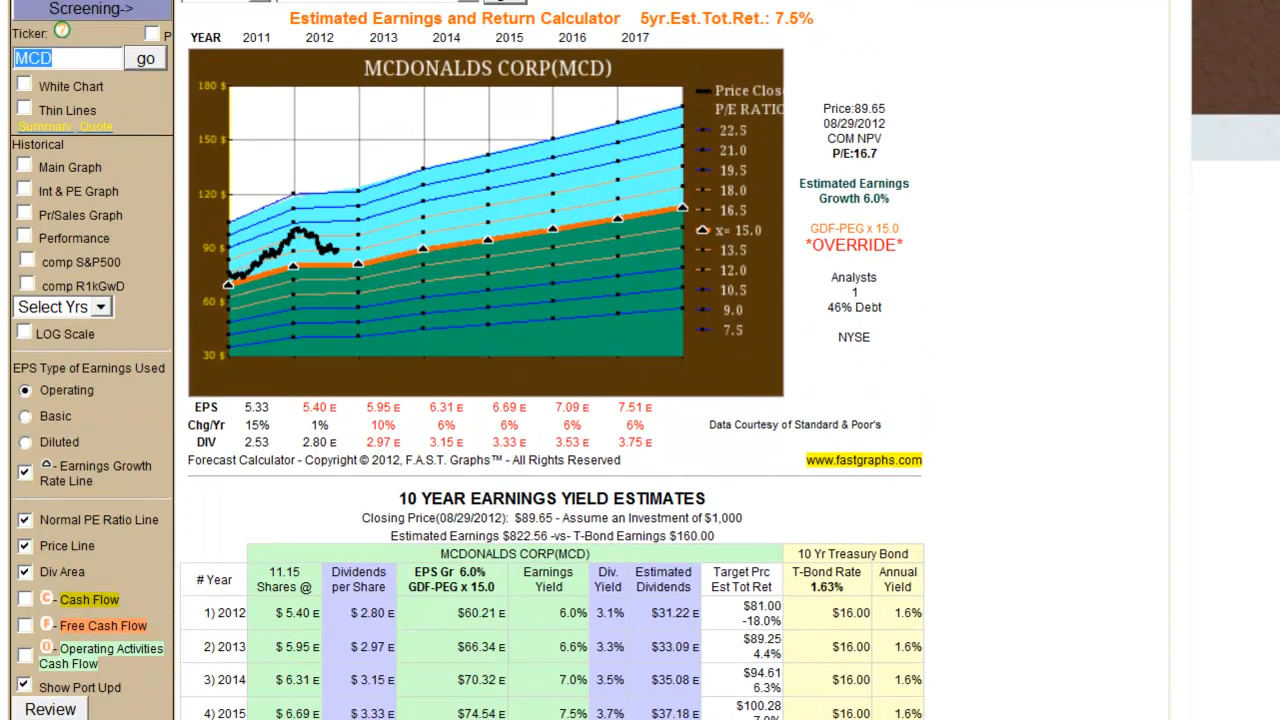 Screening->
Ticker:
P
MCD
go
White Chart
Thin Lines
Summary Quote
Historical
Main Graph
Int & PE Graph
Pr/Sales Graph
Performance
comp S&P500
comp R1kGwD
Select Yrs
LOG Scale
EPS Type of Earnings Used
Operating
Basic
Diluted
- Earnings Growth
Rate Line
Normal PE Ratio Line
Price Line
Div Area
C - Cash Flow
F - Free Cash Flow
O - Operating Activities
Cash Flow
Show Port Upd
Review
Estimated Earnings and Return Calculator 5yr.Est.Tot.Ret.: 7.5%
YEAR 2011 2012 2013 2014 2015 2016 2017
MCDONALDS CORP(MCD)
180 $
150 $
120 $
90 $
60 $
30 $
Price Clos
P/E RATIO
22.5
21.0
19.5
18.0
16.5
x= 15.0
13.5
12.0
10.5
9.0
7.5
Price:89.65
08/29/2012
COM NPV
P/E:16.7
Estimated Earnings
Growth 6.0%
GDF-PEG x 15.0
*OVERRIDE*
Analysts
1
46% Debt
NYSE
EPS 5.33 5.40 E 5.95 E 6.31 E 6.69 E 7.09 E 7.51 E
Chg/Yr 15% 1% 10% 6% 6% 6% 6%
DIV 2.53 2.80 E 2.97 E 3.15 E 3.33 E 3.53 E 3.75 E
Data Courtesy of Standard & Poor's
Forecast Calculator - Copyright © 2012, F.A.S.T. Graphs™ - All Rights Reserved
www.fastgraphs.com
10 YEAR EARNINGS YIELD ESTIMATES
Closing Price(08/29/2012): $89.65 - Assume an Investment of $1,000
Estimated Earnings $822.56 -vs- T-Bond Earnings $160.00
MCDONALDS CORP(MCD) 10 Yr Treasury Bond
# Year 11.15 Shares @ Dividends per Share EPS Gr 6.0% GDF-PEG x 15.0 Earnings Yield Div. Yield Estimated Dividends Target Prc Est Tot Ret T-Bond Rate 1.63% Annual Yield
1) 2012 $ 5.40 E $ 2.80 E $60.21 E 6.0% 3.1% $31.22 E $81.00 -18.0% $16.00 1.6%
2) 2013 $ 5.95 E $ 2.97 E $66.34 E 6.6% 3.3% $33.09 E $89.25 4.4% $16.00 1.6%
3) 2014 $ 6.31 E $ 3.15 E $70.32 E 7.0% 3.5% $35.08 E $94.61 6.3% $16.00 1.6%
4) 2015 $ 6.69 E $ 3.33 E $74.54 E 7.5% 3.7% $37.18 E $100.28 $16.00 1.6%